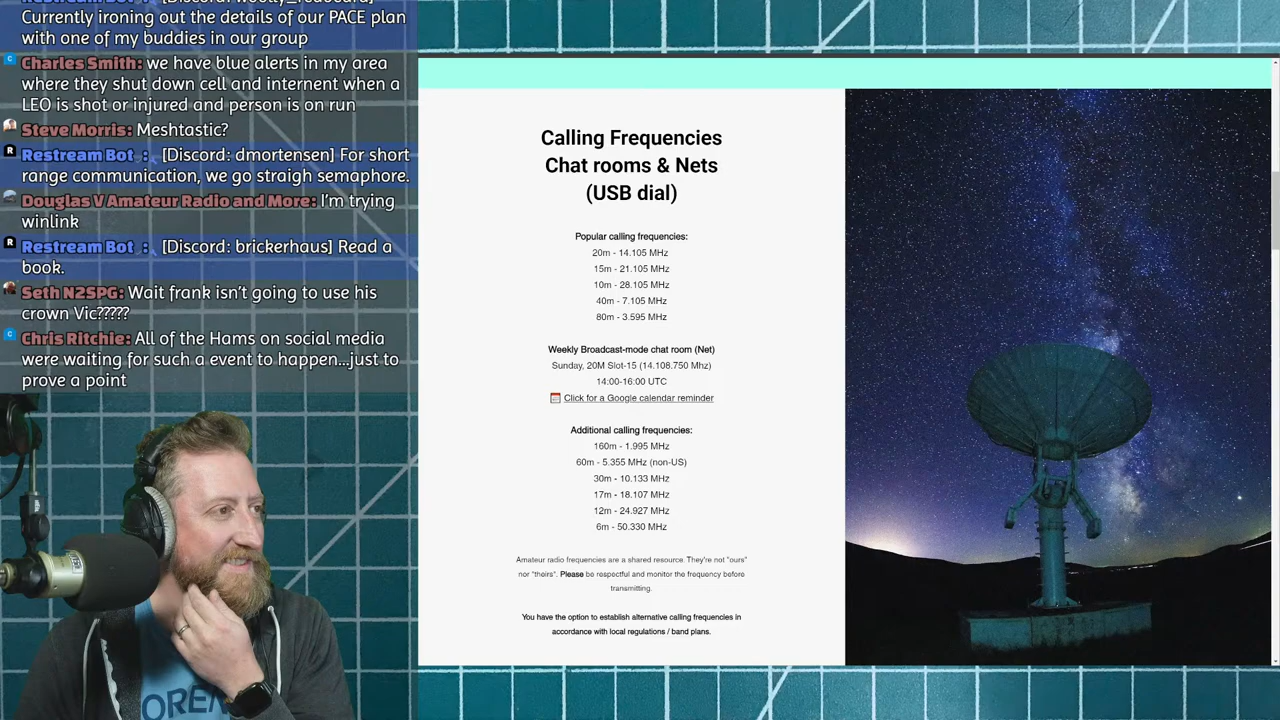 Restream Bot : [Discord: woolly_redbeard]
Currently ironing out the details of our PACE plan
with one of my buddies in our group
Charles Smith: we have blue alerts in my area
where they shut down cell and internent when a
LEO is shot or injured and person is on run
Steve Morris: Meshtastic?
Restream Bot : [Discord: dmortensen] For short
range communication, we go straigh semaphore.
Douglas V Amateur Radio and More: I'm trying
winlink
Restream Bot : [Discord: brickerhaus] Read a
book.
Seth N2SPG: Wait frank isn't going to use his
crown Vic?????
Chris Ritchie: All of the Hams on social media
were waiting for such a event to happen...just to
prove a point
Calling Frequencies
Chat rooms & Nets
(USB dial)
Popular calling frequencies:
20m - 14.105 MHz
15m - 21.105 MHz
10m - 28.105 MHz
40m - 7.105 MHz
80m - 3.595 MHz
Weekly Broadcast-mode chat room (Net)
Sunday, 20M Slot-15 (14.108.750 Mhz)
14:00-16:00 UTC
Click for a Google calendar reminder
Additional calling frequencies:
160m - 1.995 MHz
60m - 5.355 MHz (non-US)
30m - 10.133 MHz
17m - 18.107 MHz
12m - 24.927 MHz
6m - 50.330 MHz
Amateur radio frequencies are a shared resource. They're not "ours"
nor "theirs". Please be respectful and monitor the frequency before
transmitting.
You have the option to establish alternative calling frequencies in
accordance with local regulations / band plans.